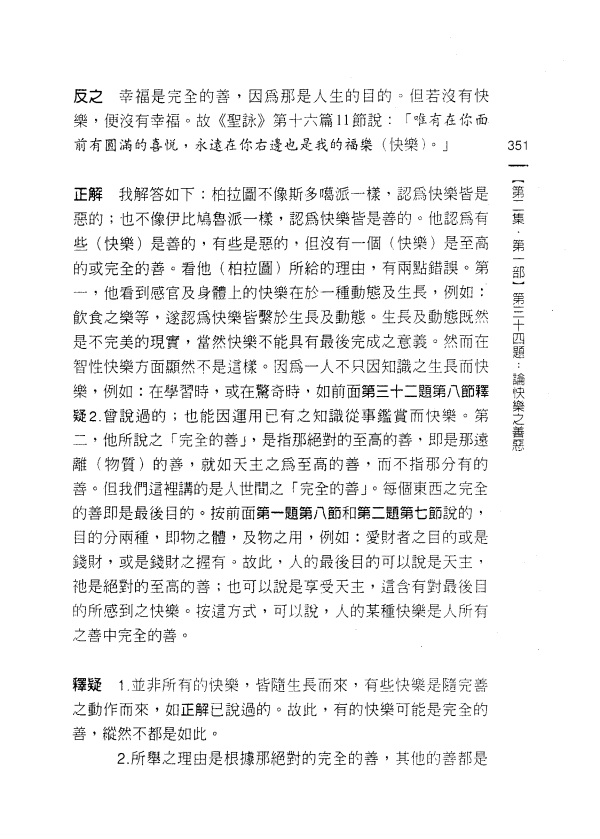 反之　幸福是完全的善，因爲那是人生的目的。但若沒有快
樂，便沒有幸福。故《聖詠》第十六篇11節說：「唯有在你面
前有圓滿的喜悅，永遠在你右邊也是我的福樂（快樂）。」
正解　我解答如下：柏拉圖不像斯多噶派一樣，認爲快樂皆是
惡的；也不像伊比鳩魯派一樣，認爲快樂皆是善的。他認爲有
些（快樂）是善的，有些是惡的，但沒有一個（快樂）是至高
的或完全的善。看他（柏拉圖）所給的理由，有兩點錯誤。第
一，他看到感官及身體上的快樂在於一種動態及生長，例如：
飲食之樂等，遂認爲快樂皆繫於生長及動態。生長及動態既然
是不完美的現實，當然快樂不能具有最後完成之意義。然而在
智性快樂方面顯然不是這樣。因爲一人不只因知識之生長而快
樂，例如：在學習時，或在驚奇時，如前面第三十二題第八節釋
疑2.曾說過的；也能因運用已有之知識從事鑑賞而快樂。第
二，他所說之「完全的善」，是指那絕對的至高的善，即是那遠
離（物質）的善，就如天主之爲至高的善，而不指那分有的
善。但我們這裡講的是人世間之「完全的善」。每個東西之完全
的善即是最後目的。按前面第一題第八節和第二題第七節說的，
目的分兩種，即物之體，及物之用，例如：愛財者之目的或是
錢財，或是錢財之握有。故此，人的最後目的可以說是天主，
祂是絕對的至高的善；也可以說是享受天主，這含有對最後目
的所感到之快樂。按這方式，可以說，人的某種快樂是人所有
之善中完全的善。
釋疑　1.並非所有的快樂，皆隨生長而來，有些快樂是隨完善
之動作而來，如正解已說過的。故此，有的快樂可能是完全的
善，縱然不都是如此。
2.所舉之理由是根據那絕對的完全的善，其他的善都是
351
【第二集．第一部】第三十四題：論快樂之善惡